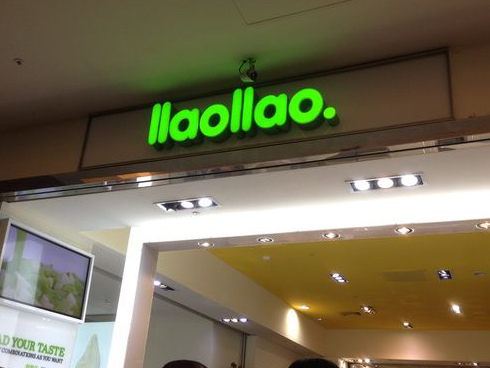 llaollao.
AD YOUR TASTE
COMBINATIONS AS YOU WANT